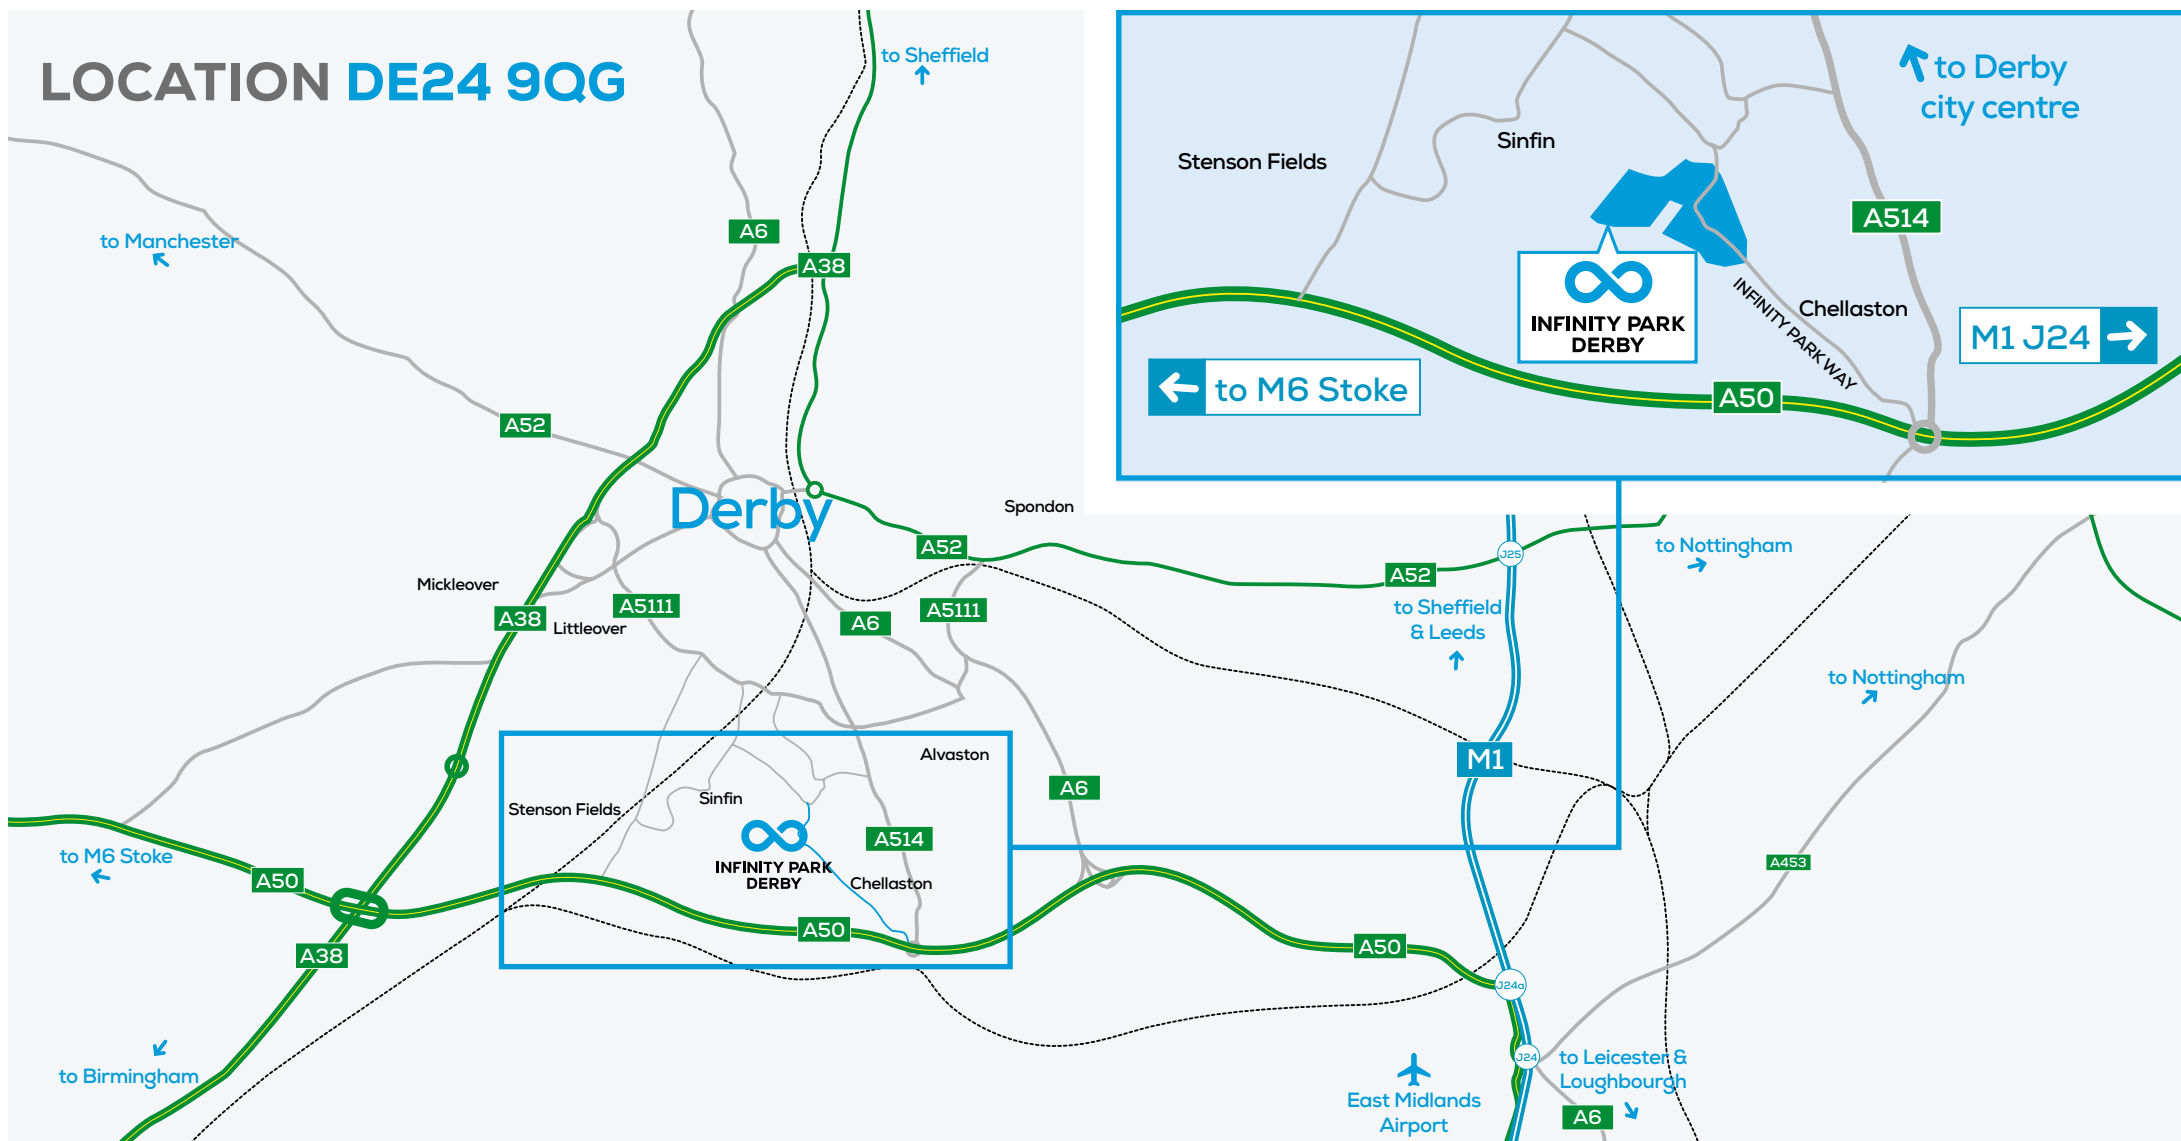 LOCATION DE24 9QG
to Sheffield
to Manchester
A6
A38
A52
Derby
Spondon
A52
A52
J25
to Nottingham
Mickleover
A38
Littleover
A5111
A6
A5111
to Sheffield
& Leeds
to Nottingham
M1
Alvaston
A6
Stenson Fields
Sinfin
INFINITY PARK
DERBY
A514
Chellaston
A50
to M6 Stoke
A50
A38
A50
A453
J24a
J24
to Birmingham
East Midlands
Airport
to Leicester &
Loughbourgh
A6
to Derby
city centre
Stenson Fields
Sinfin
A514
INFINITY PARK
DERBY
INFINITY PARK WAY
Chellaston
M1 J24
to M6 Stoke
A50